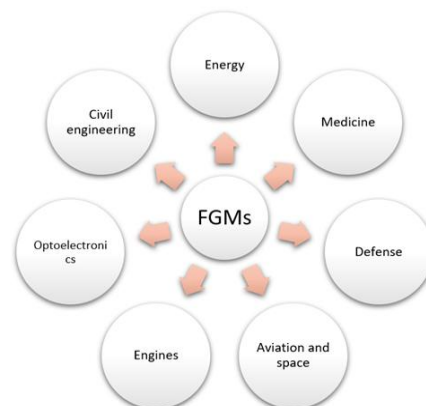 Energy
Medicine
Defense
Aviation and
space
Engines
Optoelectroni
cs
Civil
engineering
FGMs